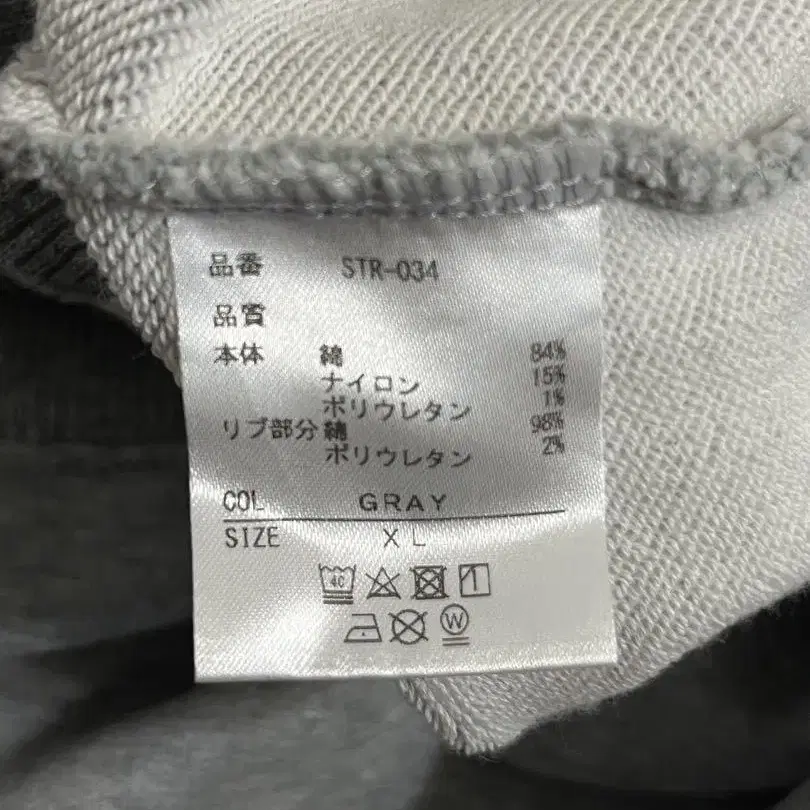 品番 STR-034
品質
本体 綿 84%
ナイロン 15%
ポリウレタン 1%
リブ部分 綿 98%
ポリウレタン 2%
COL GRAY
SIZE XL
40
W